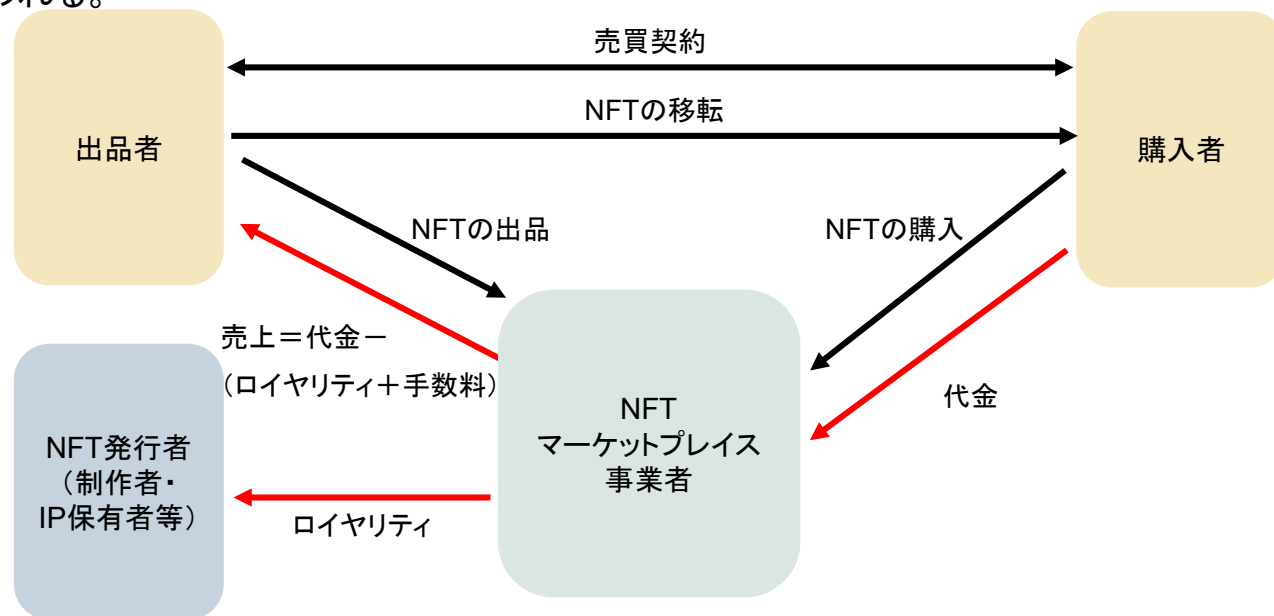 われる。
売買契約
NFTの移転
出品者
購入者
NFTの出品
NFTの購入
売上＝代金－
（ロイヤリティ＋手数料）
代金
NFT
マーケットプレイス
事業者
NFT発行者
（制作者・
IP保有者等）
ロイヤリティ